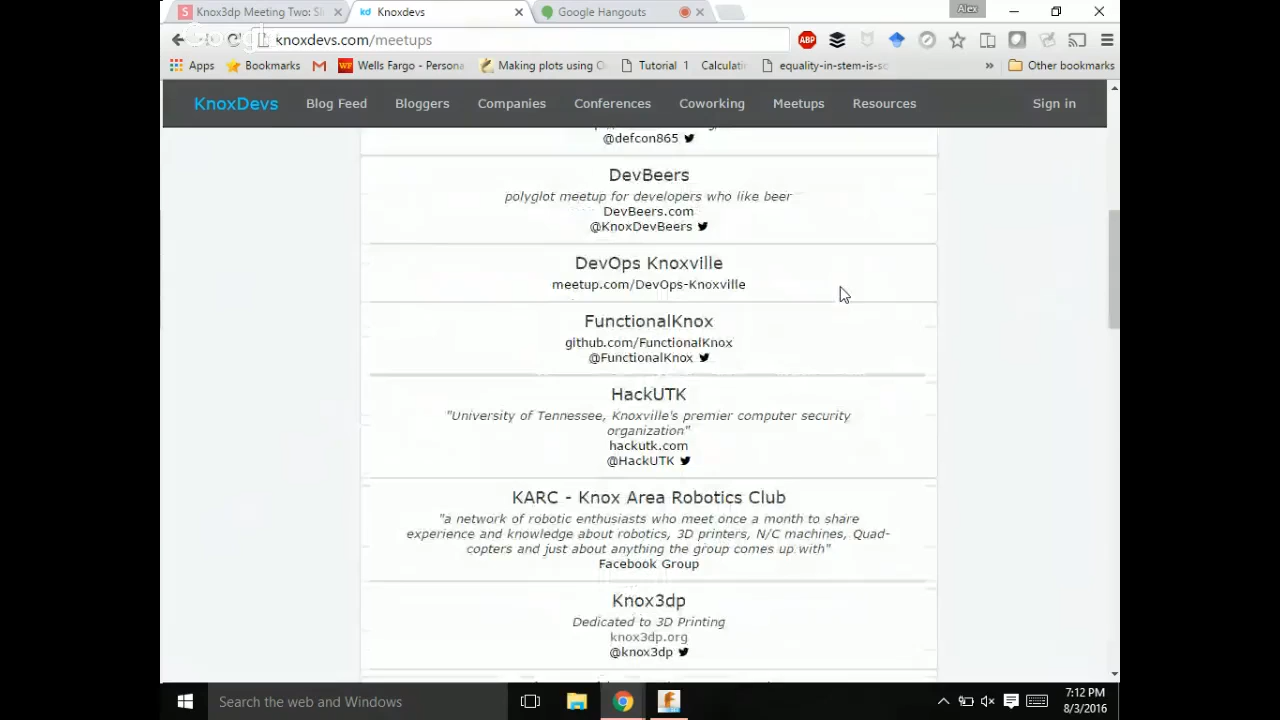 Knox3dp Meeting Two: Sl
Knoxdevs
Google Hangouts
Alex
knoxdevs.com/meetups
ABP
Apps
Bookmarks
Wells Fargo - Persona
Making plots using
Tutorial 1 Calculati
equality-in-stem-is-so
Other bookmarks
KnoxDevs
Blog Feed
Bloggers
Companies
Conferences
Coworking
Meetups
Resources
Sign in
@defcon865
DevBeers
polyglot meetup for developers who like beer
DevBeers.com
@KnoxDevBeers
DevOps Knoxville
meetup.com/DevOps-Knoxville
FunctionalKnox
github.com/FunctionalKnox
@FunctionalKnox
HackUTK
"University of Tennessee, Knoxville's premier computer security
organization"
hackutk.com
@HackUTK
KARC - Knox Area Robotics Club
"a network of robotic enthusiasts who meet once a month to share
experience and knowledge about robotics, 3D printers, N/C machines, Quad-
copters and just about anything the group comes up with"
Facebook Group
Knox3dp
Dedicated to 3D Printing
knox3dp.org
@knox3dp
Search the web and Windows
7:12 PM
8/3/2016